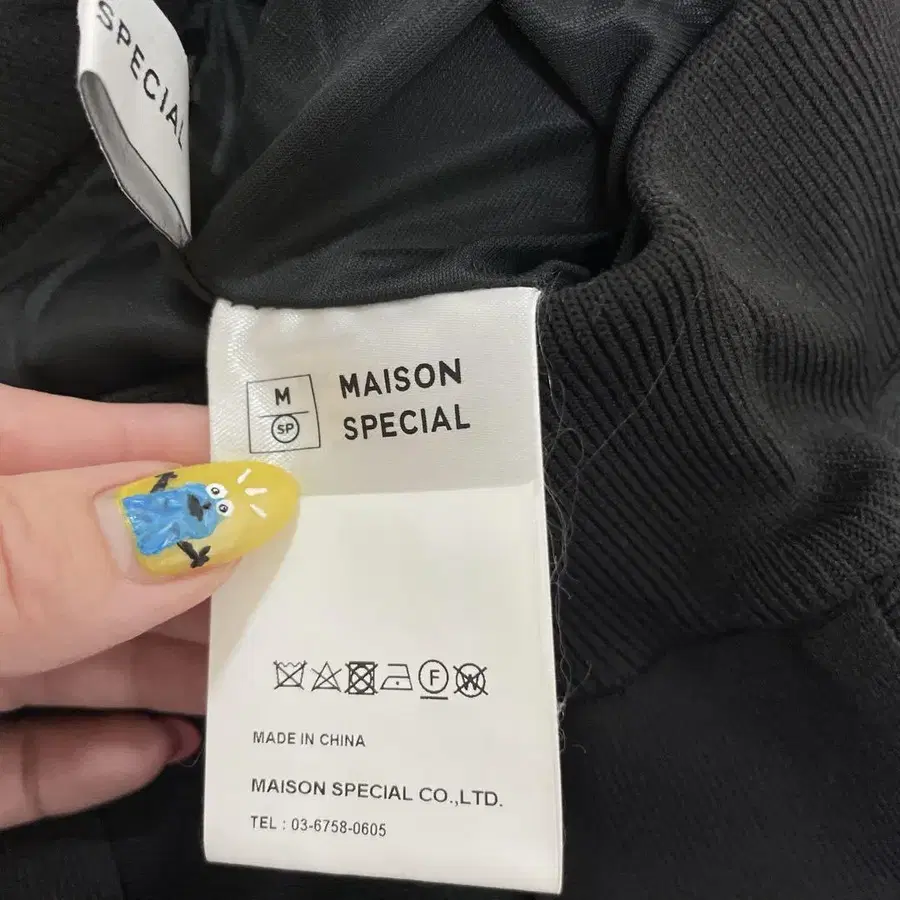 SPECIAL
M
SP
MAISON
SPECIAL
F
W
MADE IN CHINA
MAISON SPECIAL CO.,LTD.
TEL : 03-6758-0605